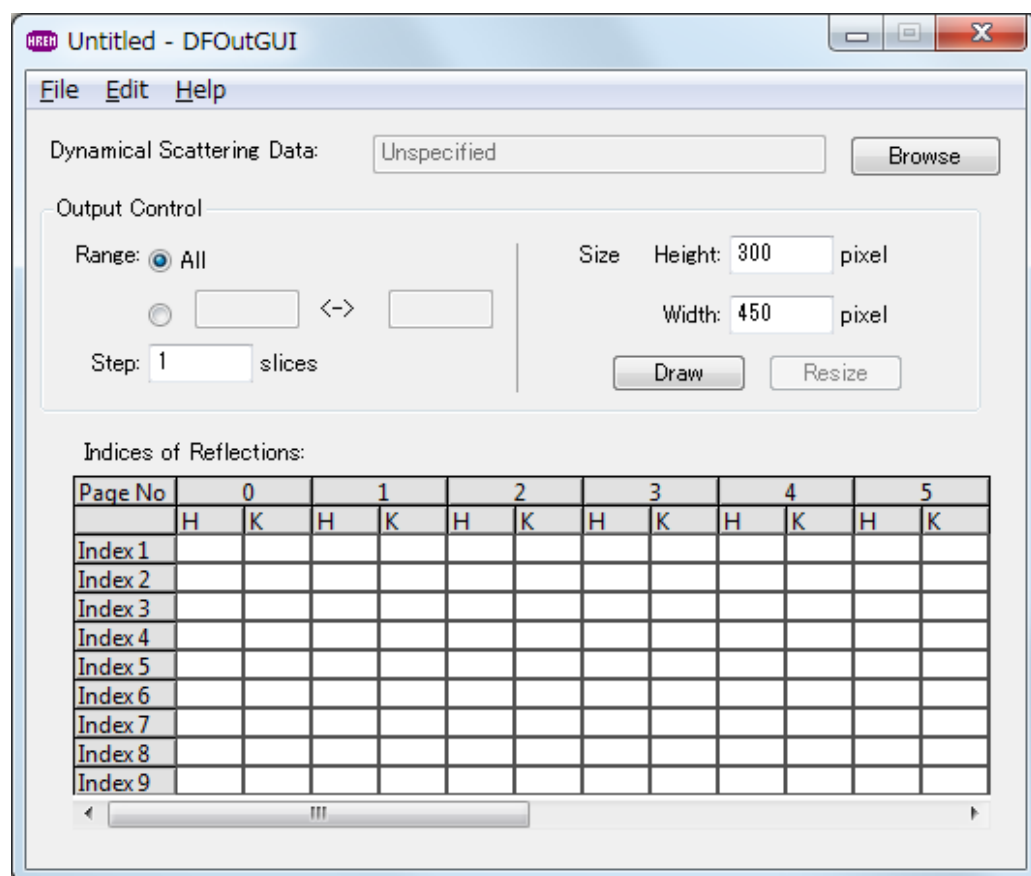 HREM Untitled - DFOutGUI
File Edit Help
Dynamical Scattering Data: Unspecified Browse
Output Control
Range: All Size Height: 300 pixel
<-> Width: 450 pixel
Step: 1 slices Draw Resize
Indices of Reflections:
Page No 0 1 2 3 4 5
H K H K H K H K H K H K
Index 1
Index 2
Index 3
Index 4
Index 5
Index 6
Index 7
Index 8
Index 9